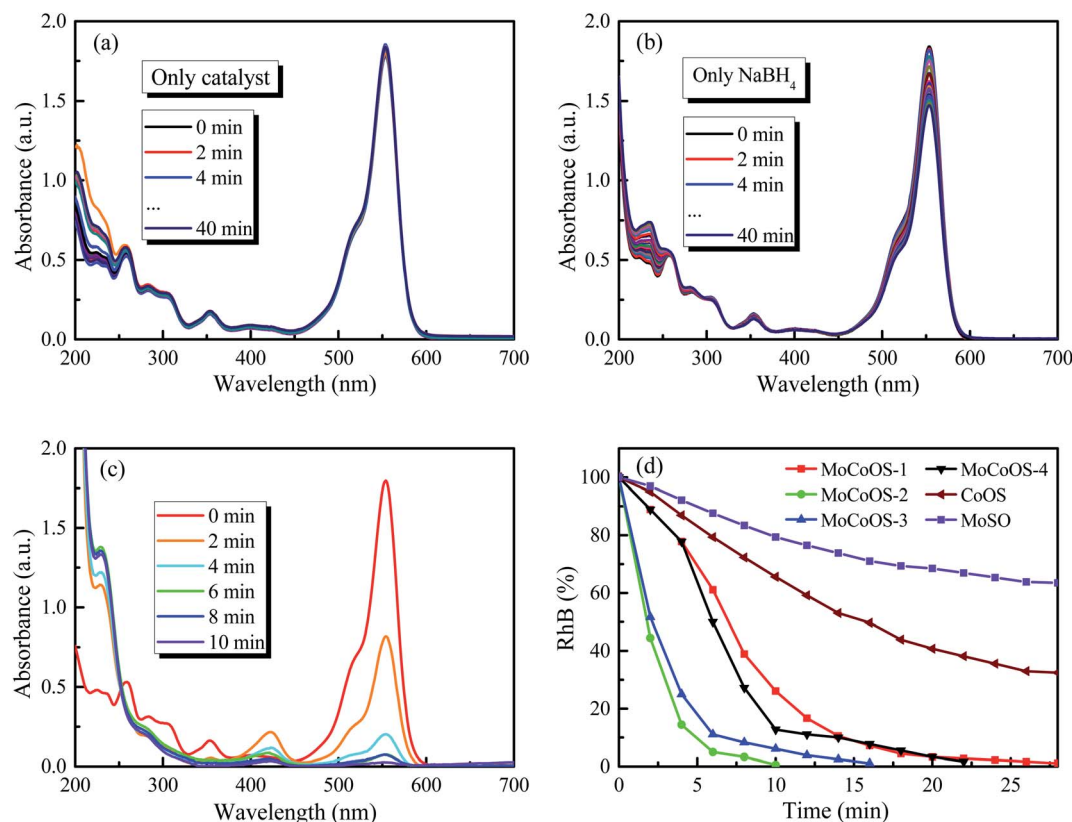 (a)
Only catalyst
0 min
2 min
4 min
...
40 min
Absorbance (a.u.)
2.0
1.5
1.0
0.5
0.0
200 300 400 500 600 700
Wavelength (nm)
(b)
Only NaBH4
0 min
2 min
4 min
...
40 min
Absorbance (a.u.)
2.0
1.5
1.0
0.5
0.0
200 300 400 500 600 700
Wavelength (nm)
(c)
0 min
2 min
4 min
6 min
8 min
10 min
Absorbance (a.u.)
2.0
1.5
1.0
0.5
0.0
200 300 400 500 600 700
Wavelength (nm)
(d)
MoCoOS-1 MoCoOS-4
MoCoOS-2 CoOS
MoCoOS-3 MoSO
RhB (%)
100
80
60
40
20
0
0 5 10 15 20 25
Time (min)